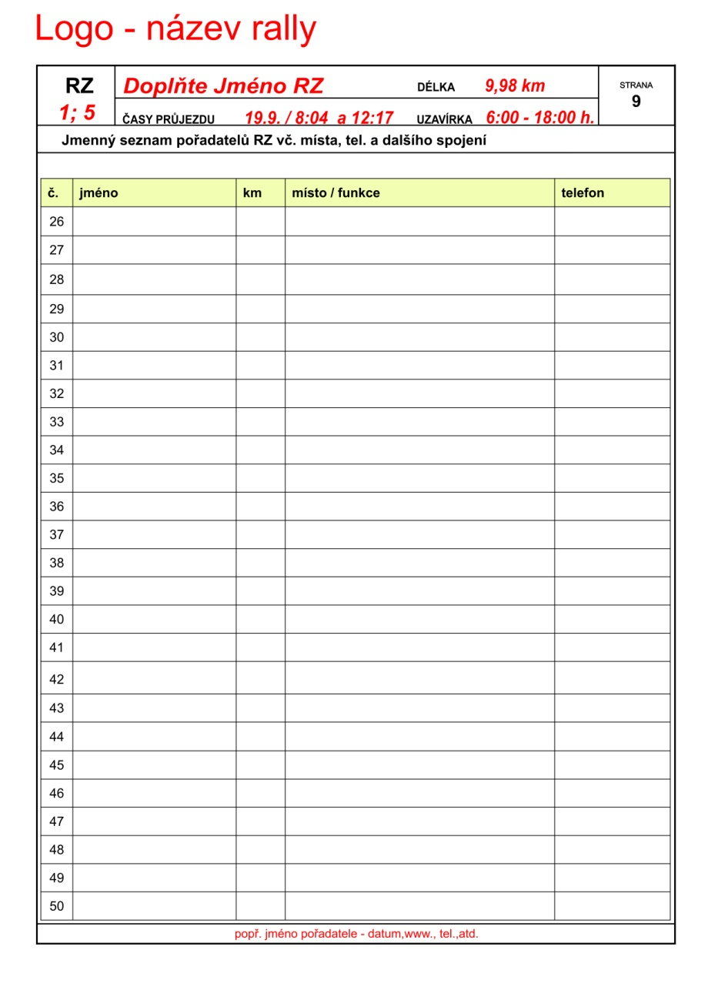 Logo - název rally
RZ
1; 5
Doplňte Jméno RZ
DÉLKA 9,98 km
ČASY PRŮJEZDU 19.9. / 8:04 a 12:17
UZAVÍRKA 6:00 - 18:00 h.
STRANA
9
Jmenný seznam pořadatelů RZ vč. místa, tel. a dalšího spojení
č. jméno km místo / funkce telefon
26
27
28
29
30
31
32
33
34
35
36
37
38
39
40
41
42
43
44
45
46
47
48
49
50
popř. jméno pořadatele - datum,www., tel.,atd.